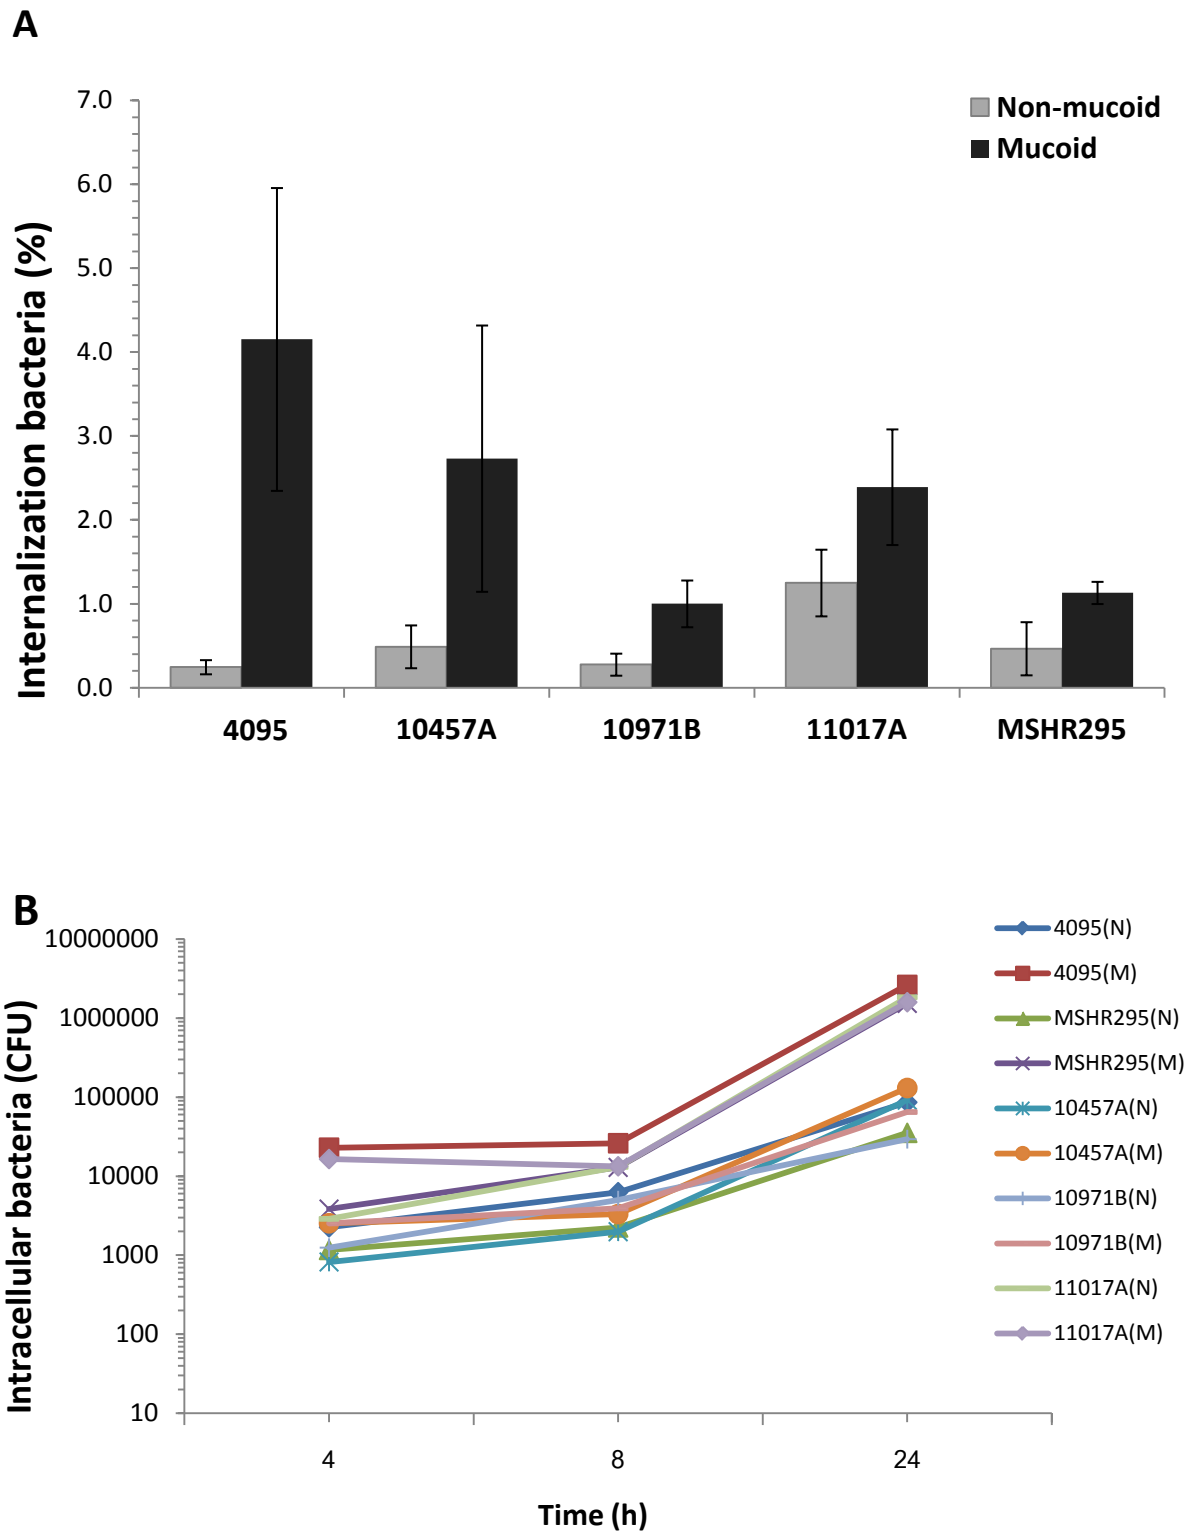 A
7.0
6.0
5.0
4.0
3.0
2.0
1.0
0.0
Internalization bacteria (%)
Non-mucoid
Mucoid
4095 10457A 10971B 11017A MSHR295
B
10000000
1000000
100000
10000
1000
100
10
Intracellular bacteria (CFU)
4 8 24
Time (h)
4095(N)
4095(M)
MSHR295(N)
MSHR295(M)
10457A(N)
10457A(M)
10971B(N)
10971B(M)
11017A(N)
11017A(M)